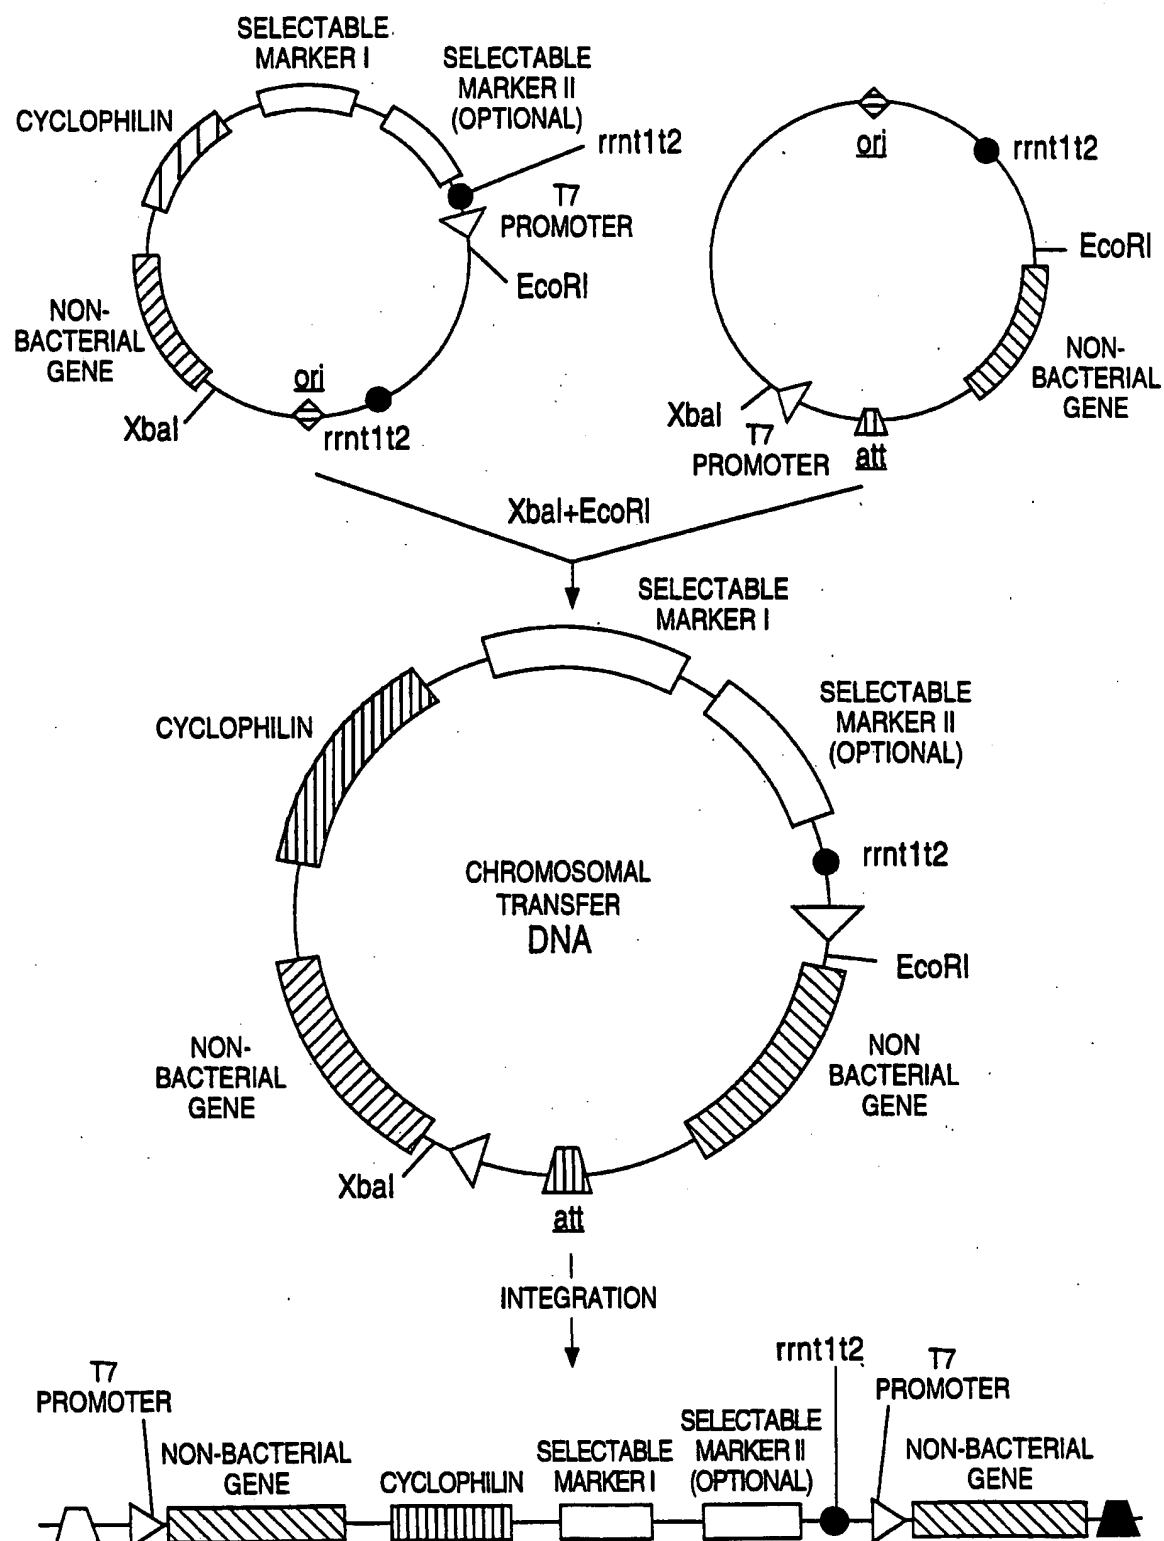 SELECTABLE
MARKER I
SELECTABLE
MARKER II
(OPTIONAL)
CYCLOPHILIN
rrnt1t2
T7
PROMOTER
EcoRI
NON-
BACTERIAL
GENE
XbaI
ori
rrnt1t2
ori
rrnt1t2
EcoRI
NON-
BACTERIAL
GENE
XbaI
T7
PROMOTER
att
XbaI+EcoRI
SELECTABLE
MARKER I
SELECTABLE
MARKER II
(OPTIONAL)
CYCLOPHILIN
rrnt1t2
CHROMOSOMAL
TRANSFER
DNA
EcoRI
NON-
BACTERIAL
GENE
NON
BACTERIAL
GENE
XbaI
att
INTEGRATION
T7
PROMOTER
NON-BACTERIAL
GENE
CYCLOPHILIN
SELECTABLE
MARKER I
SELECTABLE
MARKER II
(OPTIONAL)
rrnt1t2
T7
PROMOTER
NON-BACTERIAL
GENE